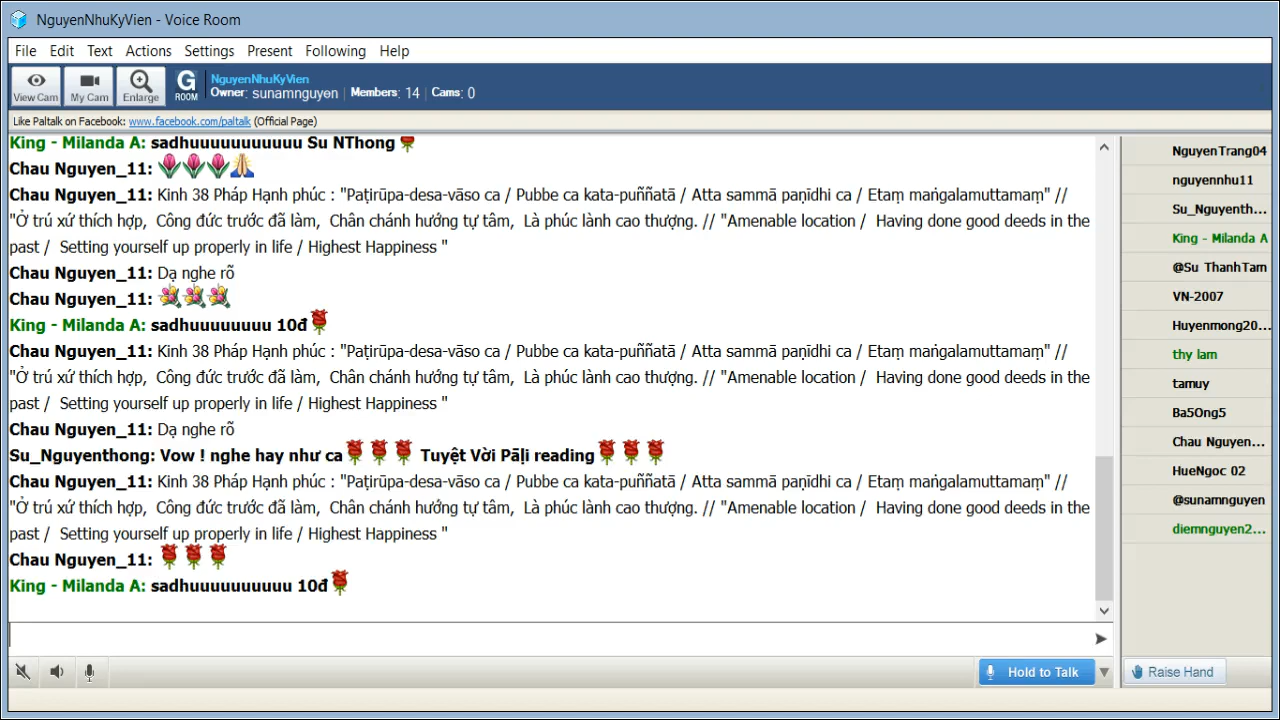 NguyenNhuKyVien - Voice Room
File Edit Text Actions Settings Present Following Help
View Cam My Cam Enlarge G ROOM NguyenNhuKyVien
Owner: sunamnguyen | Members: 14 | Cams: 0
Like Paltalk on Facebook: www.facebook.com/paltalk (Official Page)
King - Milanda A: sadhuuuuuuuuuuu Su NThong
Chau Nguyen_11:
Chau Nguyen_11: Kinh 38 Pháp Hạnh phúc : "Paṭirūpa-desa-vāso ca / Pubbe ca kata-puññatā / Atta sammā paṇīdhi ca / Etaṃ maṅgalamuttamaṃ" //
"Ở trú xứ thích hợp, Công đức trước đã làm, Chân chánh hướng tự tâm, Là phúc lành cao thượng. // "Amenable location / Having done good deeds in the
past / Setting yourself up properly in life / Highest Happiness "
Chau Nguyen_11: Dạ nghe rõ
Chau Nguyen_11:
King - Milanda A: sadhuuuuuuuuu 10đ
Chau Nguyen_11: Kinh 38 Pháp Hạnh phúc : "Paṭirūpa-desa-vāso ca / Pubbe ca kata-puññatā / Atta sammā paṇīdhi ca / Etaṃ maṅgalamuttamaṃ" //
"Ở trú xứ thích hợp, Công đức trước đã làm, Chân chánh hướng tự tâm, Là phúc lành cao thượng. // "Amenable location / Having done good deeds in the
past / Setting yourself up properly in life / Highest Happiness "
Chau Nguyen_11: Dạ nghe rõ
Su_Nguyenthong: Vow ! nghe hay như ca Tuyệt Vời Pāḷi reading
Chau Nguyen_11: Kinh 38 Pháp Hạnh phúc : "Paṭirūpa-desa-vāso ca / Pubbe ca kata-puññatā / Atta sammā paṇīdhi ca / Etaṃ maṅgalamuttamaṃ" //
"Ở trú xứ thích hợp, Công đức trước đã làm, Chân chánh hướng tự tâm, Là phúc lành cao thượng. // "Amenable location / Having done good deeds in the
past / Setting yourself up properly in life / Highest Happiness "
Chau Nguyen_11:
King - Milanda A: sadhuuuuuuuuuuu 10đ
NguyenTrang04
nguyennhu11
Su_Nguyenth...
King - Milanda A
@Su ThanhTam
VN-2007
Huyenmong20...
thy lam
tamuy
Ba5Ong5
Chau Nguyen...
HueNgoc 02
@sunamnguyen
diemnguyen2...
Hold to Talk
Raise Hand